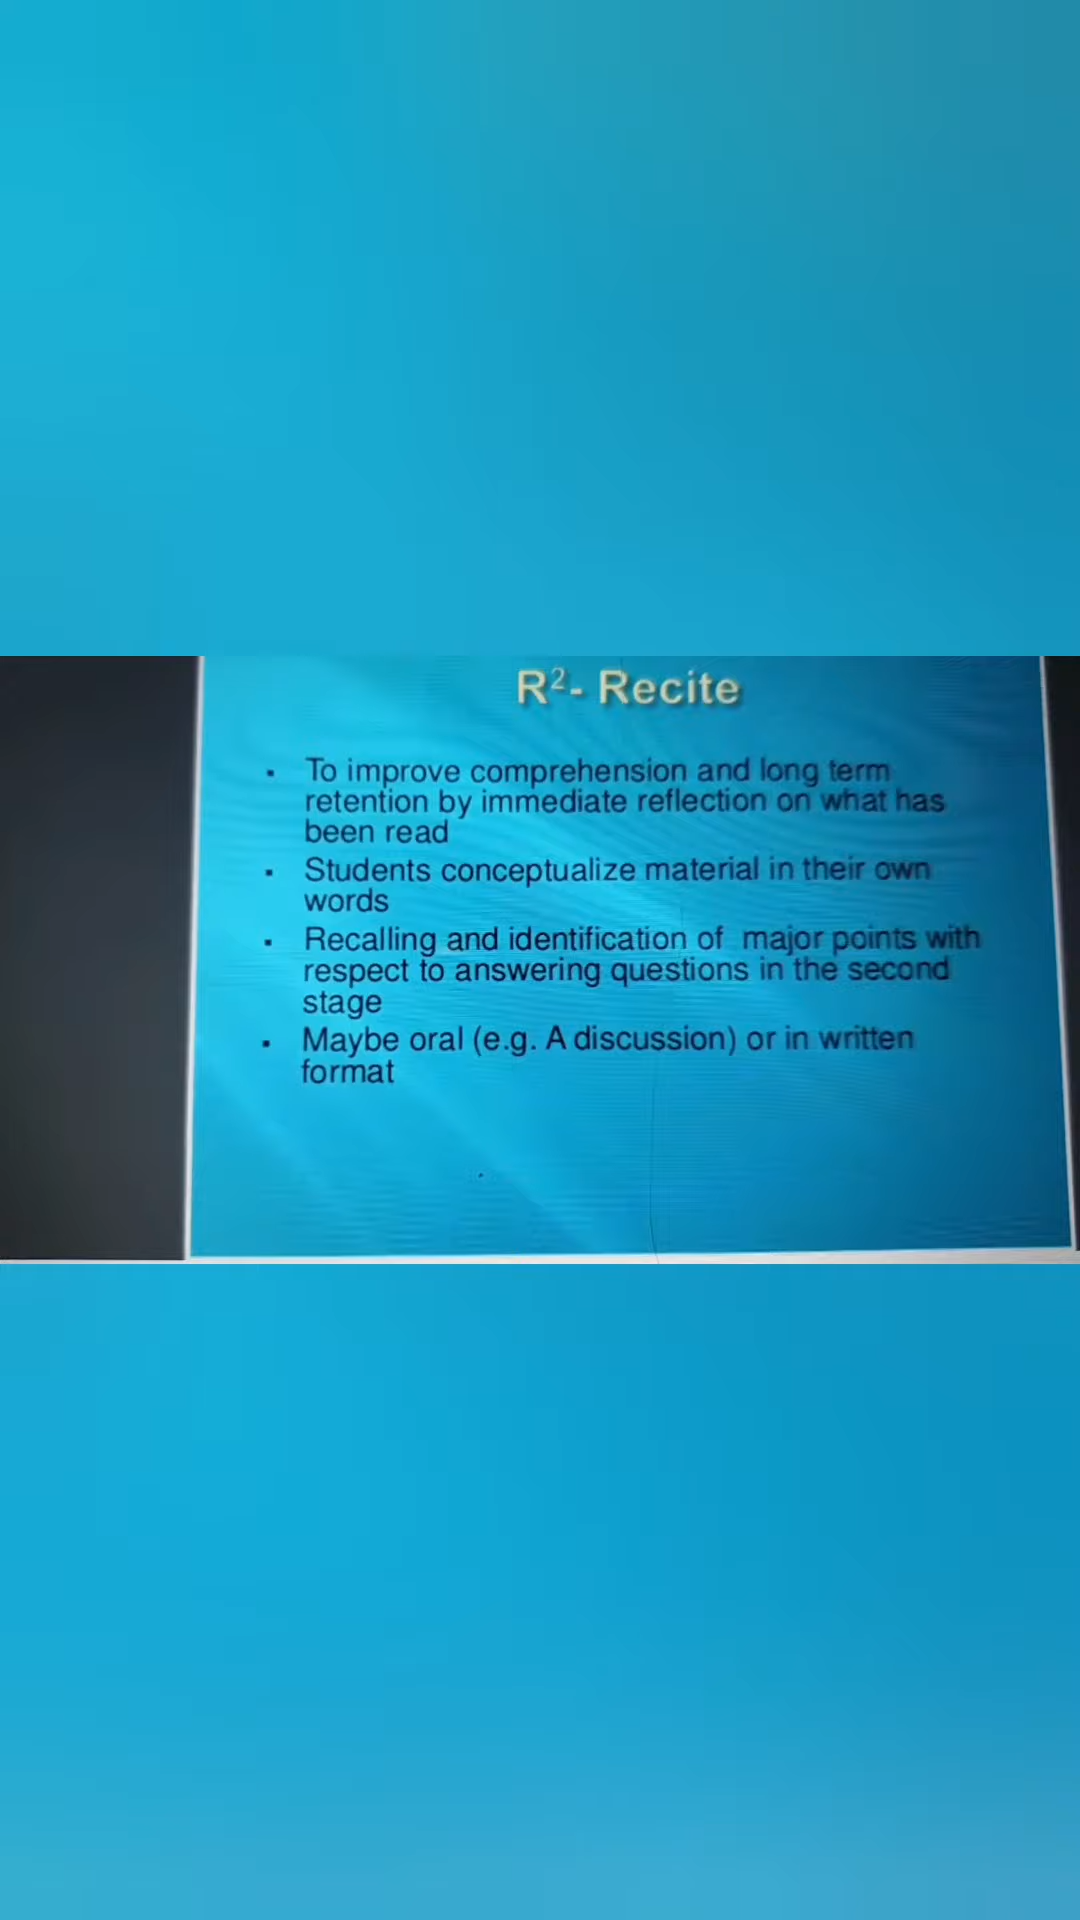 R²- Recite
▪ To improve comprehension and long term
retention by immediate reflection on what has
been read
▪ Students conceptualize material in their own
words
▪ Recalling and identification of major points with
respect to answering questions in the second
stage
▪ Maybe oral (e.g. A discussion) or in written
format